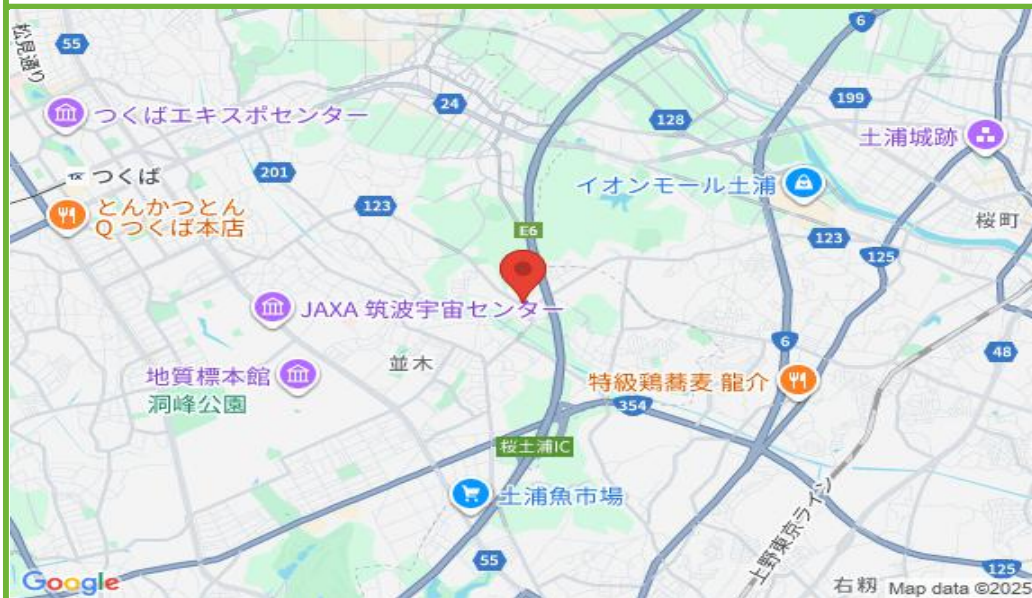 松見通り
55
6
24
199
つくばエキスポセンター
128
土浦城跡
つくば
201
イオンモール土浦
とんかつとん
Q つくば本店
123
桜町
E6
123
125
JAXA 筑波宇宙センター
6
48
並木
地質標本館
特級鶏蕎麦 龍介
洞峰公園
354
桜土浦IC
土浦魚市場
上野東京ライン
55
125
Google
右籾
Map data ©2025